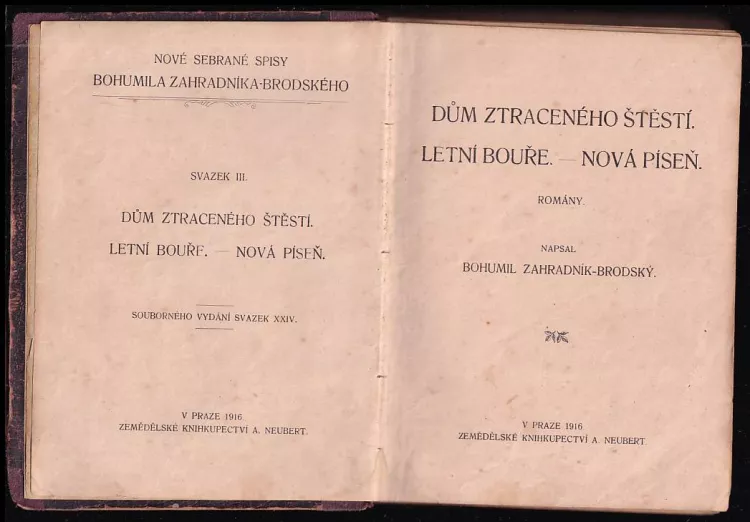 NOVÉ SEBRANÉ SPISY
BOHUMILA ZAHRADNÍKA-BRODSKÉHO
SVAZEK III.
DŮM ZTRACENÉHO ŠTĚSTÍ.
LETNÍ BOUŘE. — NOVÁ PÍSEŇ.
SOUBORNÉHO VYDÁNÍ SVAZEK XXIV.
V PRAZE 1916
ZEMĚDĚLSKÉ KNIHKUPECTVÍ A. NEUBERT.
DŮM ZTRACENÉHO ŠTĚSTÍ.
LETNÍ BOUŘE. — NOVÁ PÍSEŇ.
ROMÁNY.
NAPSAL
BOHUMIL ZAHRADNÍK-BRODSKÝ.
V PRAZE 1916
ZEMĚDĚLSKÉ KNIHKUPECTVÍ A. NEUBERT.